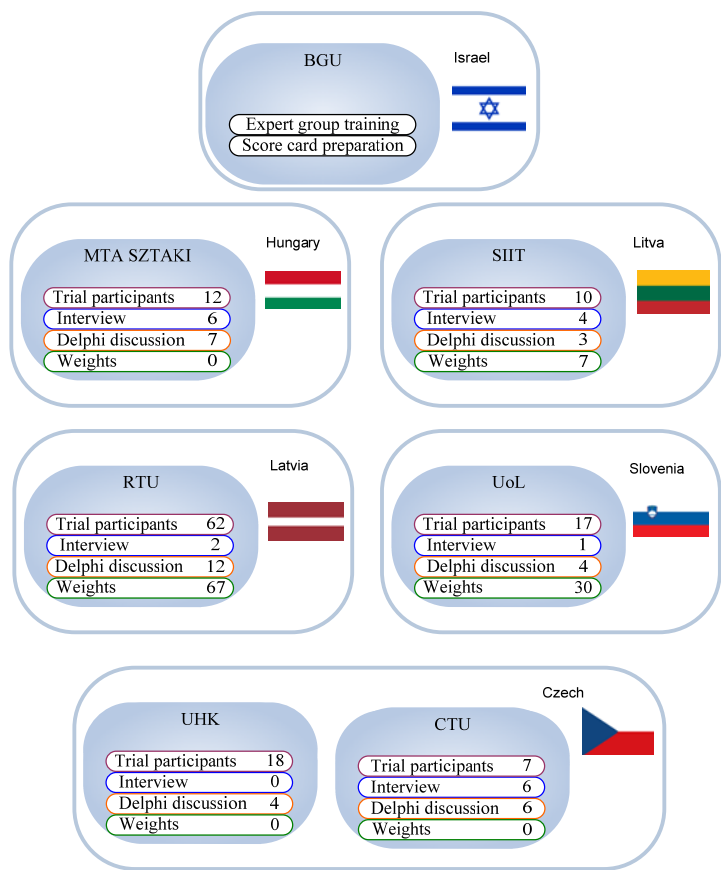 BGU
Israel
Expert group training
Score card preparation
MTA SZTAKI
Hungary
Trial participants 12
Interview 6
Delphi discussion 7
Weights 0
SIIT
Litva
Trial participants 10
Interview 4
Delphi discussion 3
Weights 7
RTU
Latvia
Trial participants 62
Interview 2
Delphi discussion 12
Weights 67
UoL
Slovenia
Trial participants 17
Interview 1
Delphi discussion 4
Weights 30
Czech
UHK
Trial participants 18
Interview 0
Delphi discussion 4
Weights 0
CTU
Trial participants 7
Interview 6
Delphi discussion 6
Weights 0